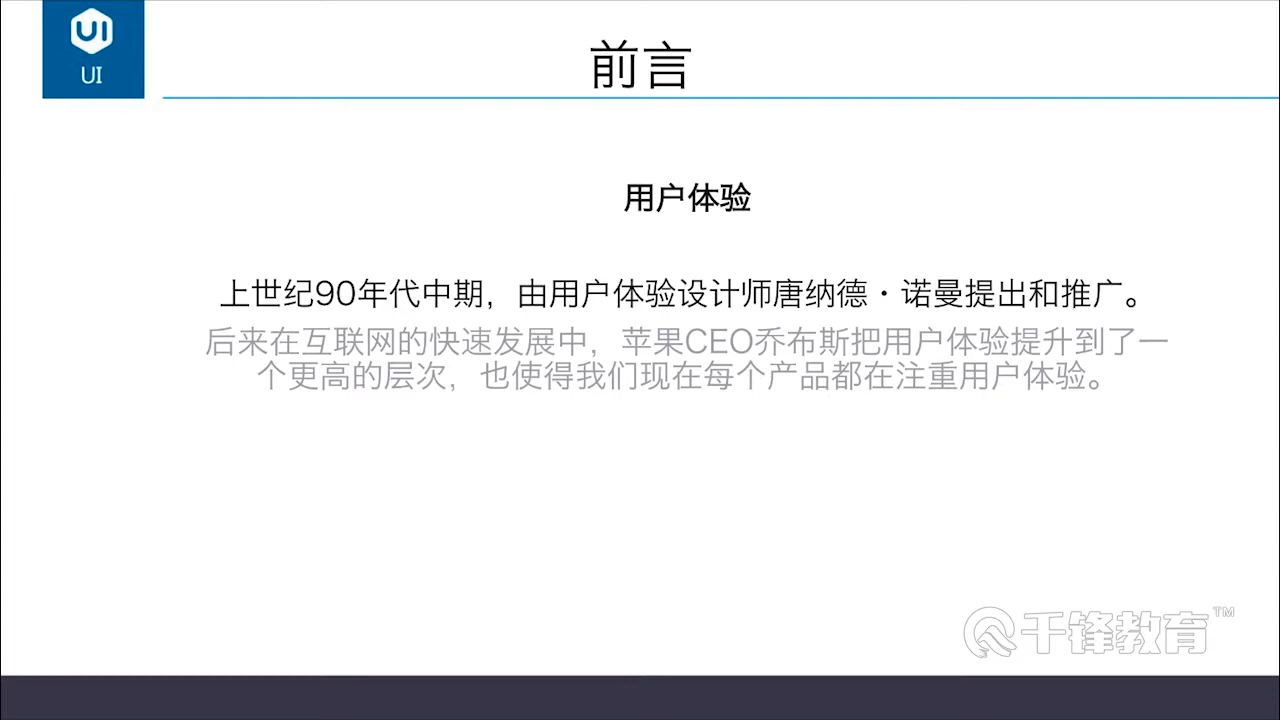 UI
UI
前言
用户体验
上世纪90年代中期，由用户体验设计师唐纳德·诺曼提出和推广。
后来在互联网的快速发展中，苹果CEO乔布斯把用户体验提升到了一
个更高的层次，也使得我们现在每个产品都在注重用户体验。
千锋教育™